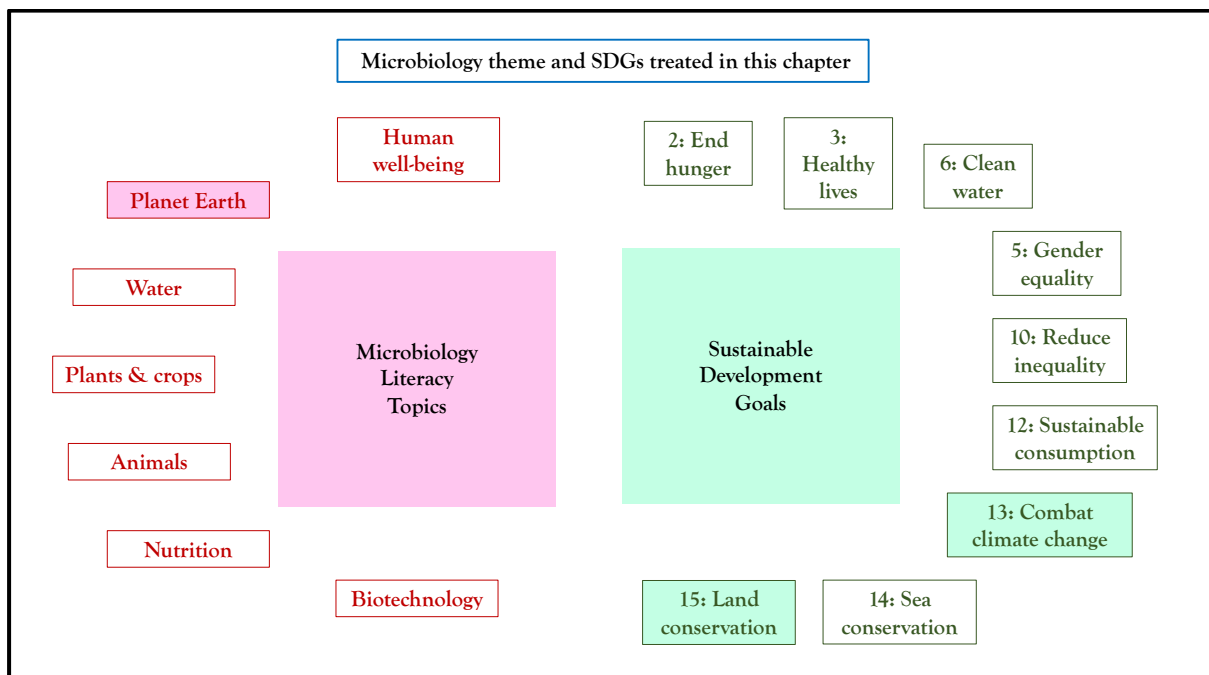 Microbiology theme and SDGs treated in this chapter
Human
well-being
Planet Earth
Water
Plants & crops
Animals
Nutrition
Biotechnology
Microbiology
Literacy
Topics
Sustainable
Development
Goals
2: End
hunger
3:
Healthy
lives
6: Clean
water
5: Gender
equality
10: Reduce
inequality
12: Sustainable
consumption
13: Combat
climate change
14: Sea
conservation
15: Land
conservation